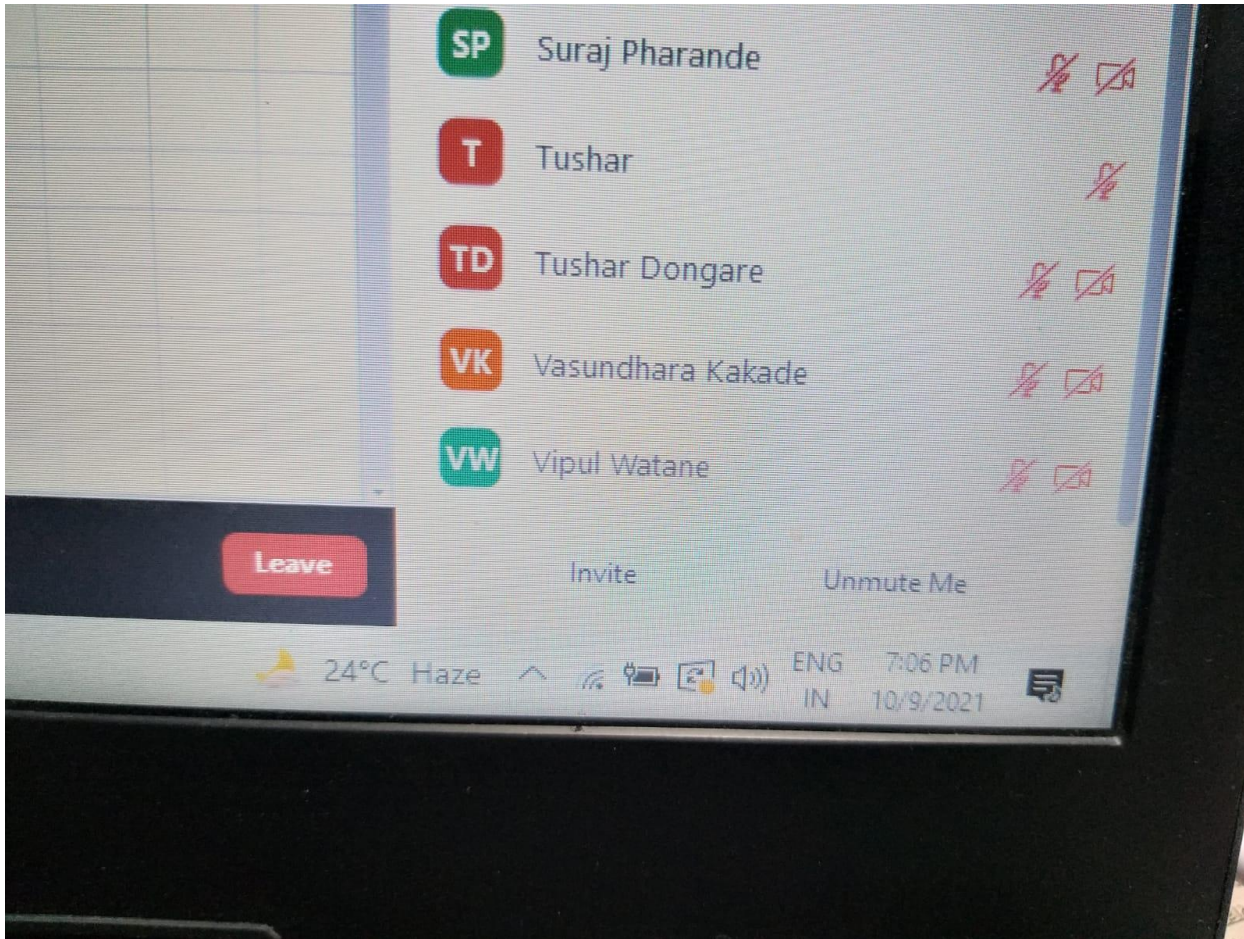 SP Suraj Pharande
T Tushar
TD Tushar Dongare
VK Vasundhara Kakade
VW Vipul Watane
Leave
Invite Unmute Me
24°C Haze ENG 7:06 PM
IN 10/9/2021